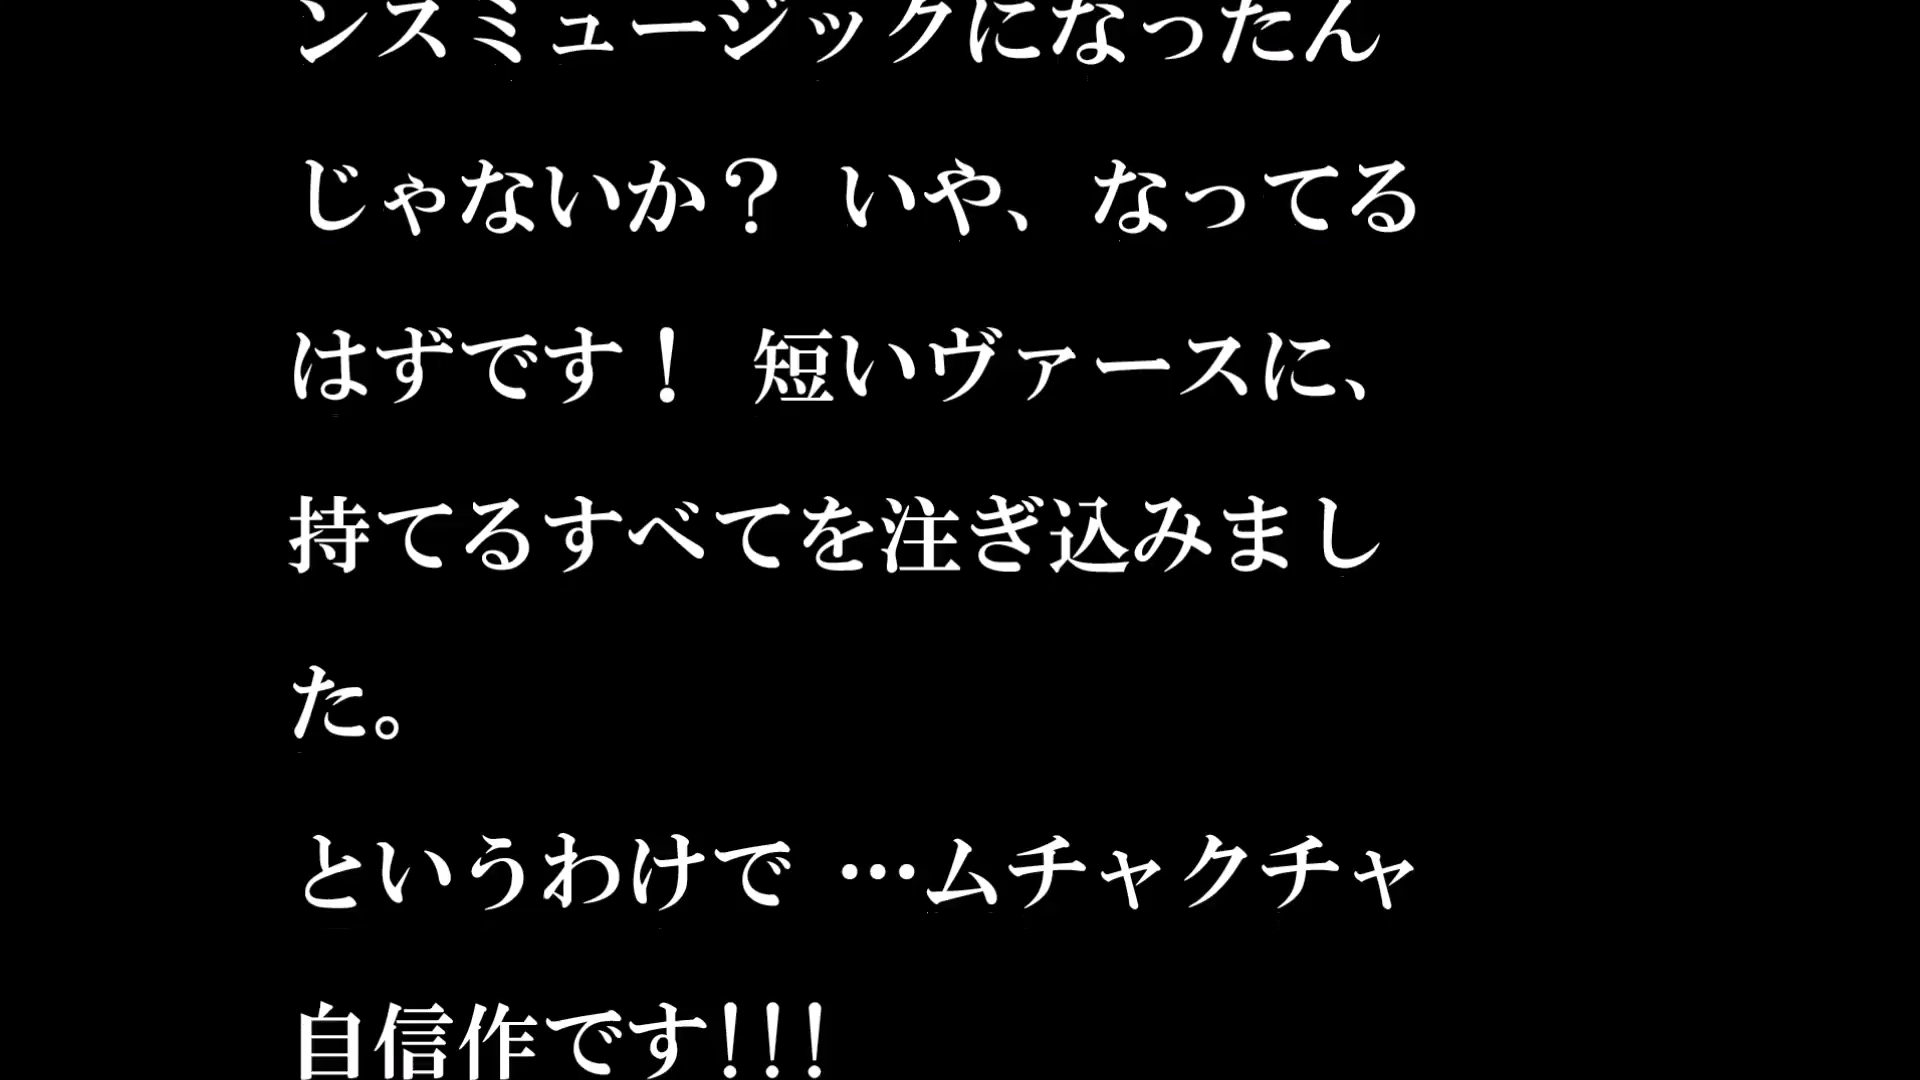 ンスミュージックになったん
じゃないか？ いや、なってる
はずです！ 短いヴァースに、
持てるすべてを注ぎ込みまし
た。
というわけで …ムチャクチャ
自信作です!!!